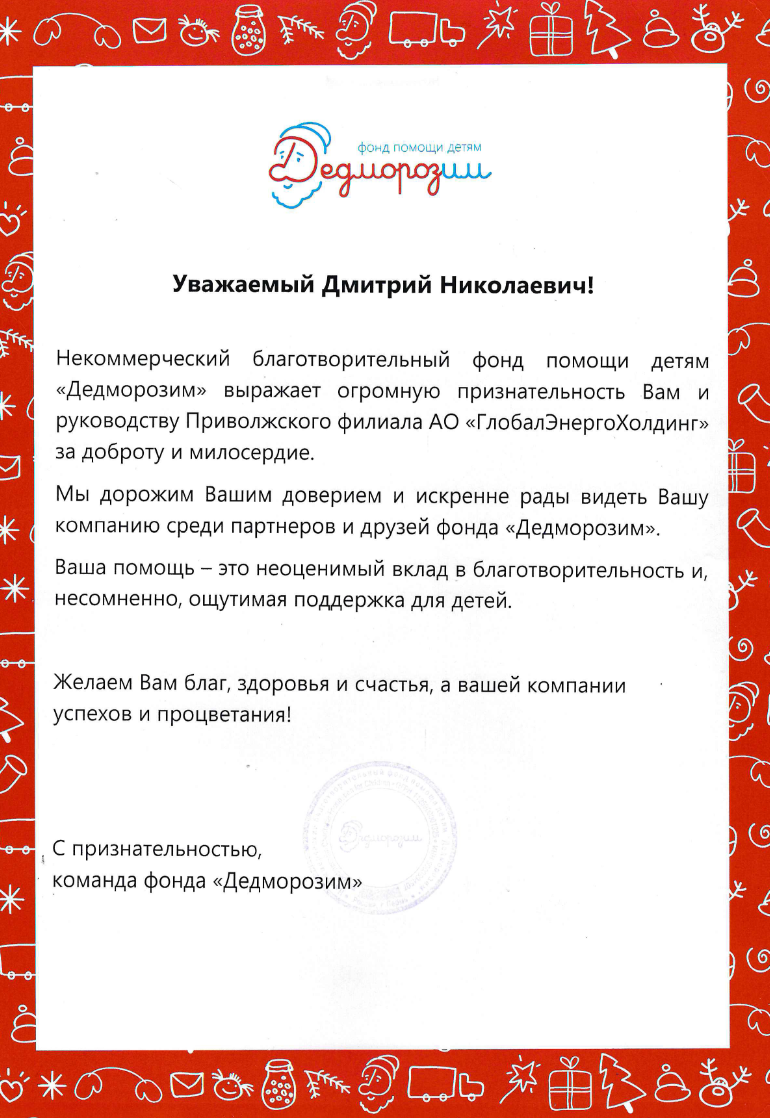 фонд помощи детям
Дедморозим
Уважаемый Дмитрий Николаевич!
Некоммерческий благотворительный фонд помощи детям
«Дедморозим» выражает огромную признательность Вам и
руководству Приволжского филиала АО «ГлобалЭнергоХолдинг»
за доброту и милосердие.
Мы дорожим Вашим доверием и искренне рады видеть Вашу
компанию среди партнеров и друзей фонда «Дедморозим».
Ваша помощь – это неоценимый вклад в благотворительность и,
несомненно, ощутимая поддержка для детей.
Желаем Вам благ, здоровья и счастья, а вашей компании
успехов и процветания!
Дедморозим
С признательностью,
команда фонда «Дедморозим»